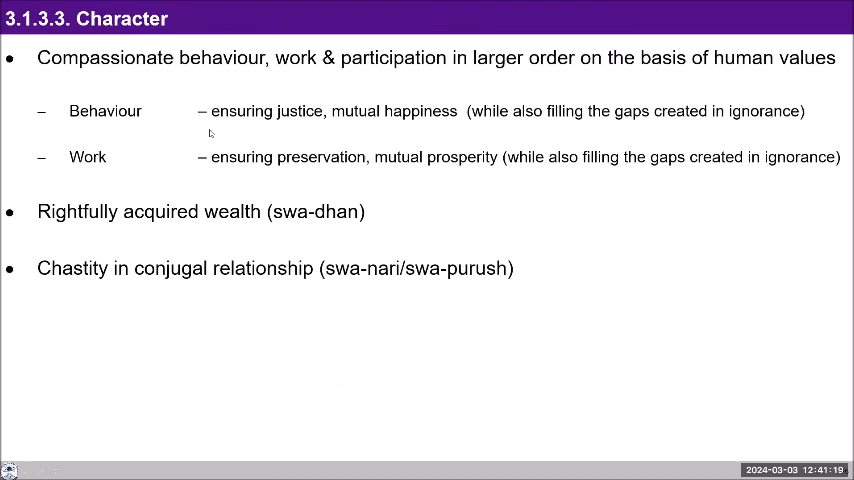 3.1.3.3. Character
• Compassionate behaviour, work & participation in larger order on the basis of human values
– Behaviour – ensuring justice, mutual happiness (while also filling the gaps created in ignorance)
– Work – ensuring preservation, mutual prosperity (while also filling the gaps created in ignorance)
• Rightfully acquired wealth (swa-dhan)
• Chastity in conjugal relationship (swa-nari/swa-purush)
2024-03-03 12:41:19